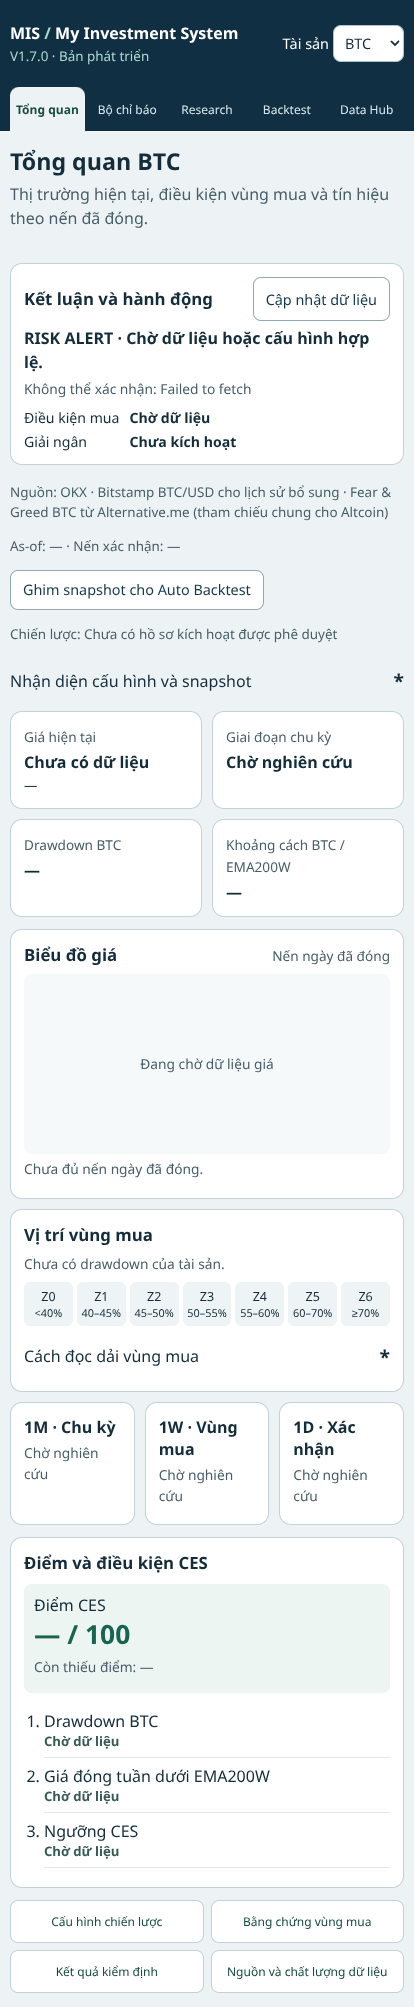 MIS / My Investment System
V1.7.0 · Bản phát triển
Tài sản BTC
Tổng quan Bộ chỉ báo Research Backtest Data Hub
Tổng quan BTC
Thị trường hiện tại, điều kiện vùng mua và tín hiệu
theo nến đã đóng.
Kết luận và hành động
Cập nhật dữ liệu
RISK ALERT · Chờ dữ liệu hoặc cấu hình hợp
lệ.
Không thể xác nhận: Failed to fetch
Điều kiện mua Chờ dữ liệu
Giải ngân Chưa kích hoạt
Nguồn: OKX · Bitstamp BTC/USD cho lịch sử bổ sung · Fear &
Greed BTC từ Alternative.me (tham chiếu chung cho Altcoin)
As-of: — · Nến xác nhận: —
Ghim snapshot cho Auto Backtest
Chiến lược: Chưa có hồ sơ kích hoạt được phê duyệt
Nhận diện cấu hình và snapshot *
Giá hiện tại
Chưa có dữ liệu
—
Giai đoạn chu kỳ
Chờ nghiên cứu
Drawdown BTC
—
Khoảng cách BTC /
EMA200W
—
Biểu đồ giá
Nến ngày đã đóng
Đang chờ dữ liệu giá
Chưa đủ nến ngày đã đóng.
Vị trí vùng mua
Chưa có drawdown của tài sản.
Z0 Z1 Z2 Z3 Z4 Z5 Z6
<40% 40–45% 45–50% 50–55% 55–60% 60–70% ≥70%
Cách đọc dải vùng mua *
1M · Chu kỳ
Chờ nghiên
cứu
1W · Vùng
mua
Chờ nghiên
cứu
1D · Xác
nhận
Chờ nghiên
cứu
Điểm và điều kiện CES
Điểm CES
— / 100
Còn thiếu điểm: —
1. Drawdown BTC
Chờ dữ liệu
2. Giá đóng tuần dưới EMA200W
Chờ dữ liệu
3. Ngưỡng CES
Chờ dữ liệu
Cấu hình chiến lược
Bằng chứng vùng mua
Kết quả kiểm định
Nguồn và chất lượng dữ liệu